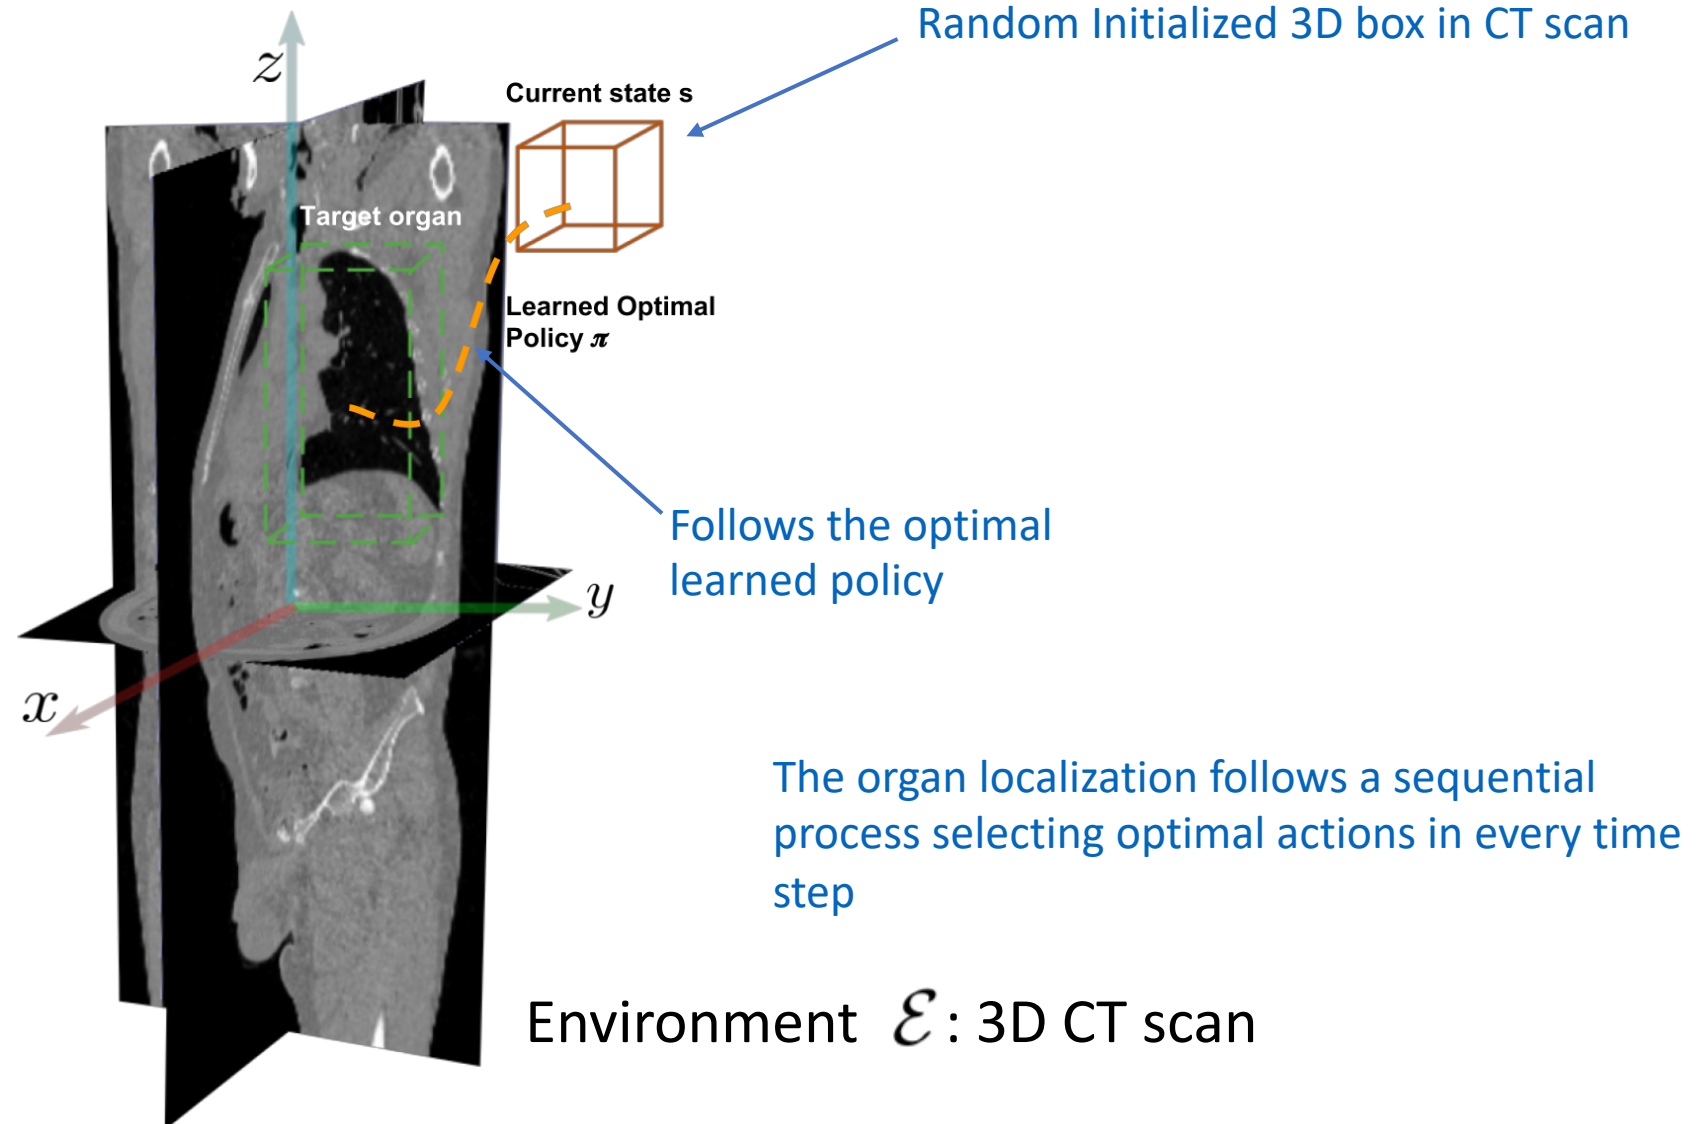 Random Initialized 3D box in CT scan
z
Current state s
Target organ
Learned Optimal
Policy π
Follows the optimal
learned policy
y
x
The organ localization follows a sequential
process selecting optimal actions in every time
step
Environment ℰ : 3D CT scan